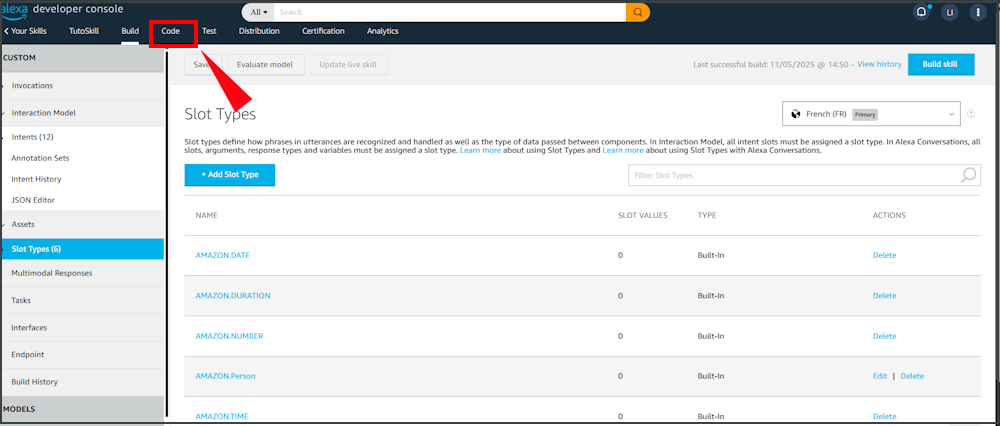 alexa developer console
All
Search
LI
Your Skills TutoSkill Build Code Test Distribution Certification Analytics
CUSTOM
Invocations
Interaction Model
Intents (12)
Annotation Sets
Intent History
JSON Editor
Assets
Slot Types (6)
Multimodal Responses
Tasks
Interfaces
Endpoint
Build History
MODELS
Save Evaluate model Update live skill
Last successful build: 11/05/2025 @ 14:50 - View history Build skill
Slot Types
French (FR) Primary
Slot types define how phrases in utterances are recognized and handled as well as the type of data passed between components. In Interaction Model, all intent slots must be assigned a slot type. In Alexa Conversations, all
slots, arguments, response types and variables must be assigned a slot type. Learn more about using Slot Types and Learn more about using Slot Types with Alexa Conversations.
+ Add Slot Type
Filter Slot Types
NAME SLOT VALUES TYPE ACTIONS
AMAZON.DATE 0 Built-In Delete
AMAZON.DURATION 0 Built-In Delete
AMAZON.NUMBER 0 Built-In Delete
AMAZON.Person 0 Built-In Edit | Delete
AMAZON.TIME 0 Built-In Delete